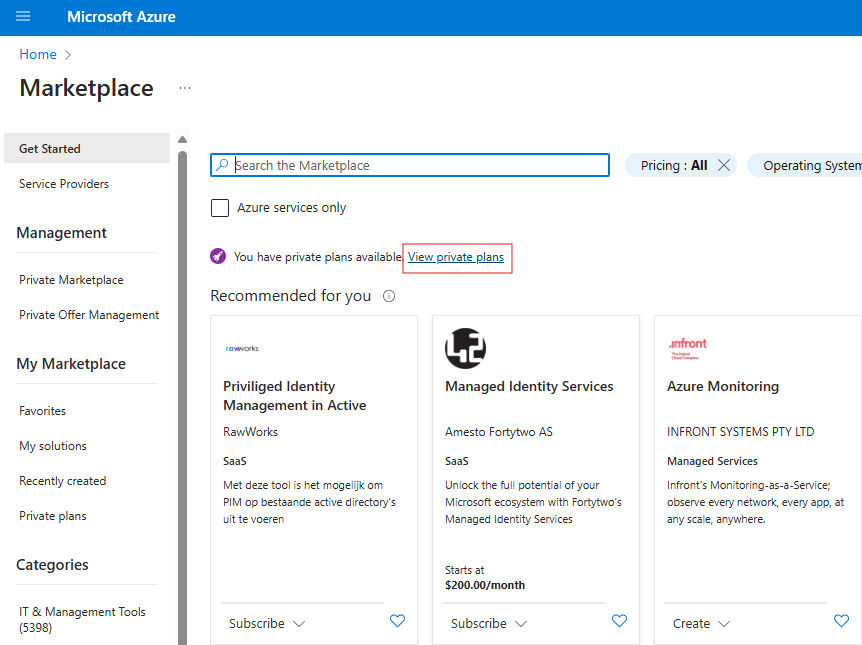 Microsoft Azure
Home
Marketplace
...
Get Started
Service Providers
Management
Private Marketplace
Private Offer Management
My Marketplace
Favorites
My solutions
Recently created
Private plans
Categories
IT & Management Tools
(5398)
Search the Marketplace
Pricing : All
Operating System
Azure services only
You have private plans available. View private plans
Recommended for you
rawworks
Priviliged Identity
Management in Active
RawWorks
SaaS
Met deze tool is het mogelijk om
PIM op bestaande active directory's
uit te voeren
Subscribe
42
Managed Identity Services
Amesto Fortytwo AS
SaaS
Unlock the full potential of your
Microsoft ecosystem with Fortytwo's
Managed Identity Services
Starts at
$200.00/month
Subscribe
.infront
The Hybrid
Cloud Company
Azure Monitoring
INFRONT SYSTEMS PTY LTD
Managed Services
Infront's Monitoring-as-a-Service;
observe every network, every app, at
any scale, anywhere.
Create